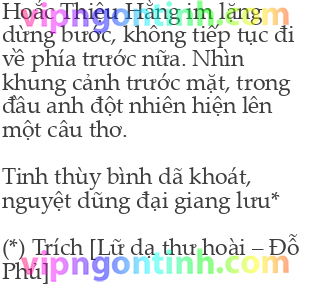 Hoắc Thiệu Hằng im lặng
vipngontinh.com
dừng bước, không tiếp tục đi
về phía trước nữa. Nhìn
khung cảnh trước mặt, trong
đầu anh đột nhiên hiện lên
một câu thơ.
Tinh thùy bình dã khoát,
nguyệt dũng đại giang lưu*
(*) Trích [Lữ dạ thư hoài – Đỗ
Phủ]
vipngontinh.com